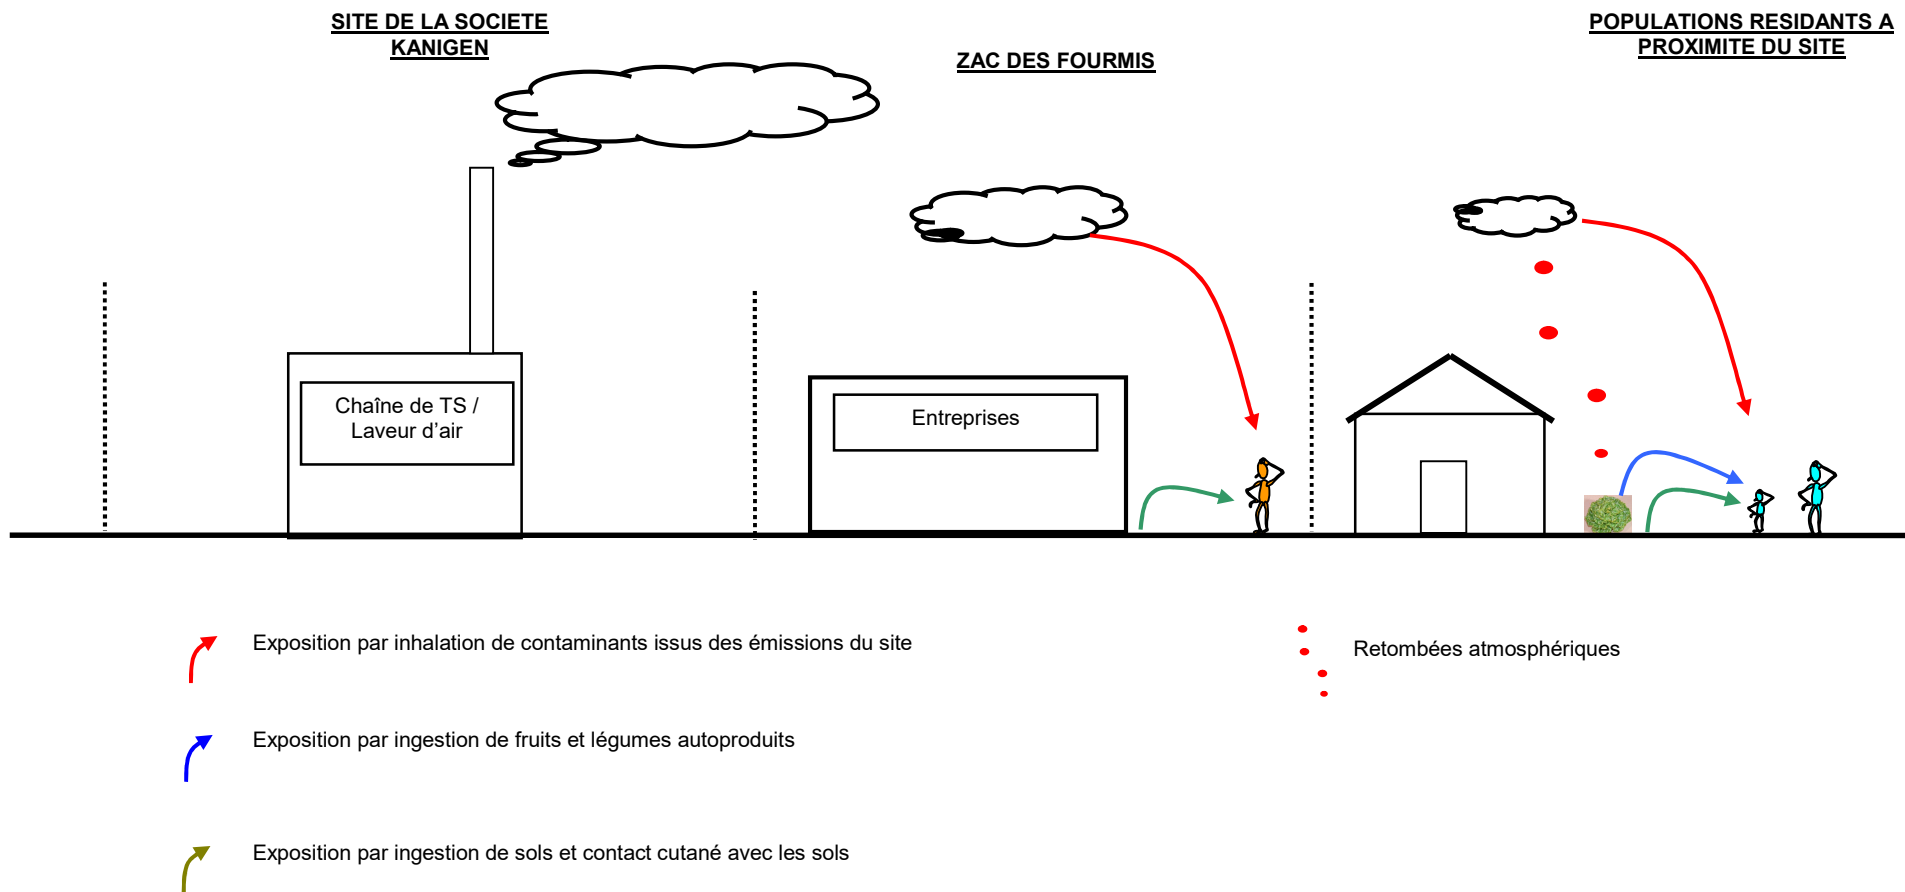 SITE DE LA SOCIETE
KANIGEN
ZAC DES FOURMIS
POPULATIONS RESIDANTS A
PROXIMITE DU SITE
Chaîne de TS /
Laveur d'air
Entreprises
Exposition par inhalation de contaminants issus des émissions du site
Retombées atmosphériques
Exposition par ingestion de fruits et légumes autoproduits
Exposition par ingestion de sols et contact cutané avec les sols